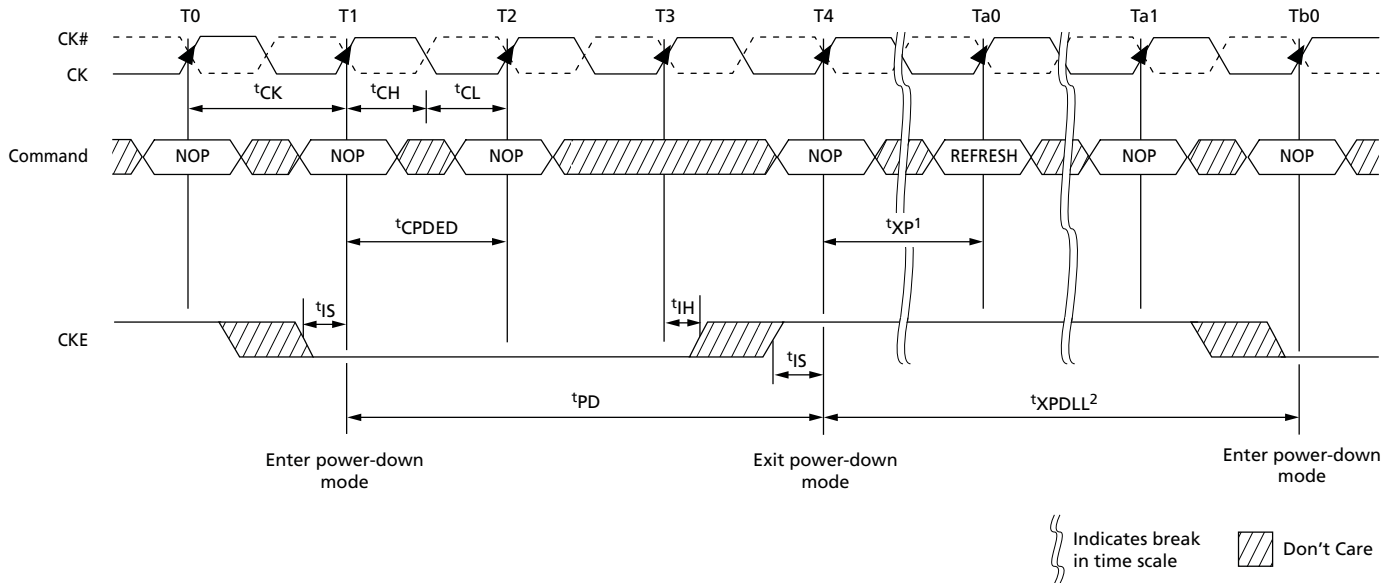 T0 T1 T2 T3 T4 Ta0 Ta1 Tb0
CK#
CK
tCK tCH tCL
Command NOP NOP NOP NOP REFRESH NOP NOP
tCPDED tXP1
tIS tIH
CKE
tIS
tPD tXPDLL2
Enter power-down
mode
Exit power-down
mode
Enter power-down
mode
Indicates break
in time scale
Don't Care